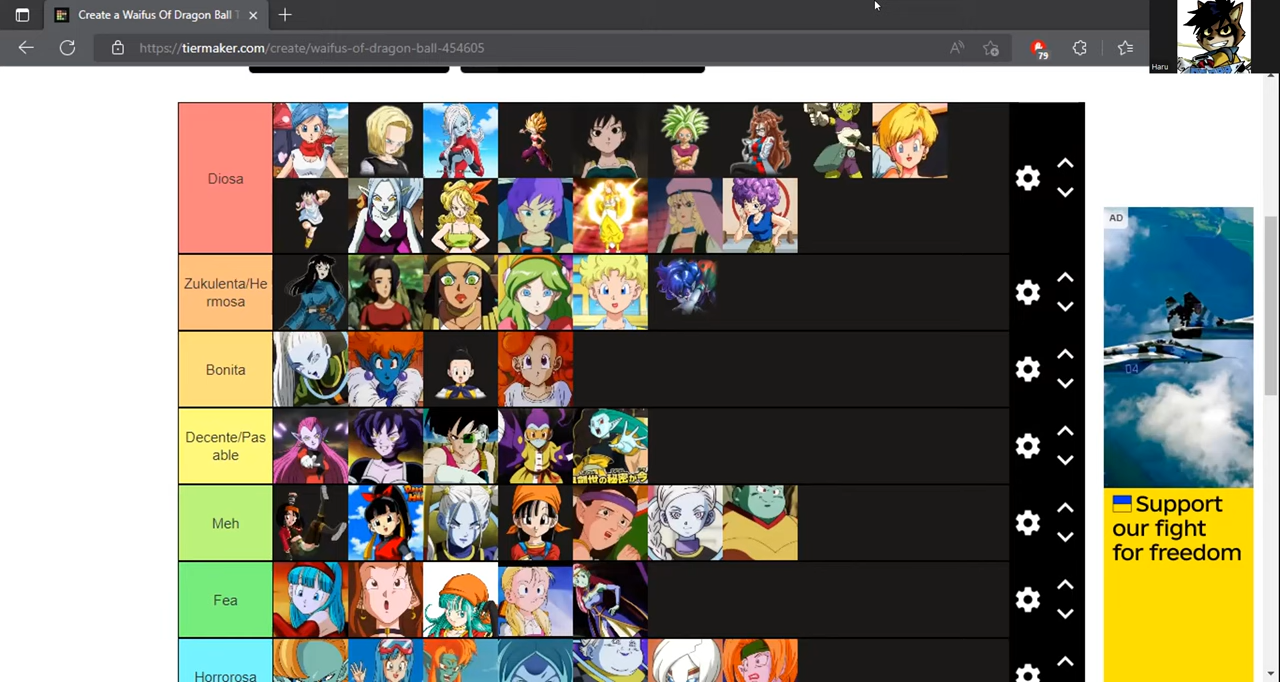 Create a Waifus Of Dragon Ball T
https://tiermaker.com/create/waifus-of-dragon-ball-454605
79
Haru
Diosa
Zukulenta/He
rmosa
Bonita
Decente/Pas
able
Meh
Fea
Horrorosa
AD
04
Support
our fight
for freedom